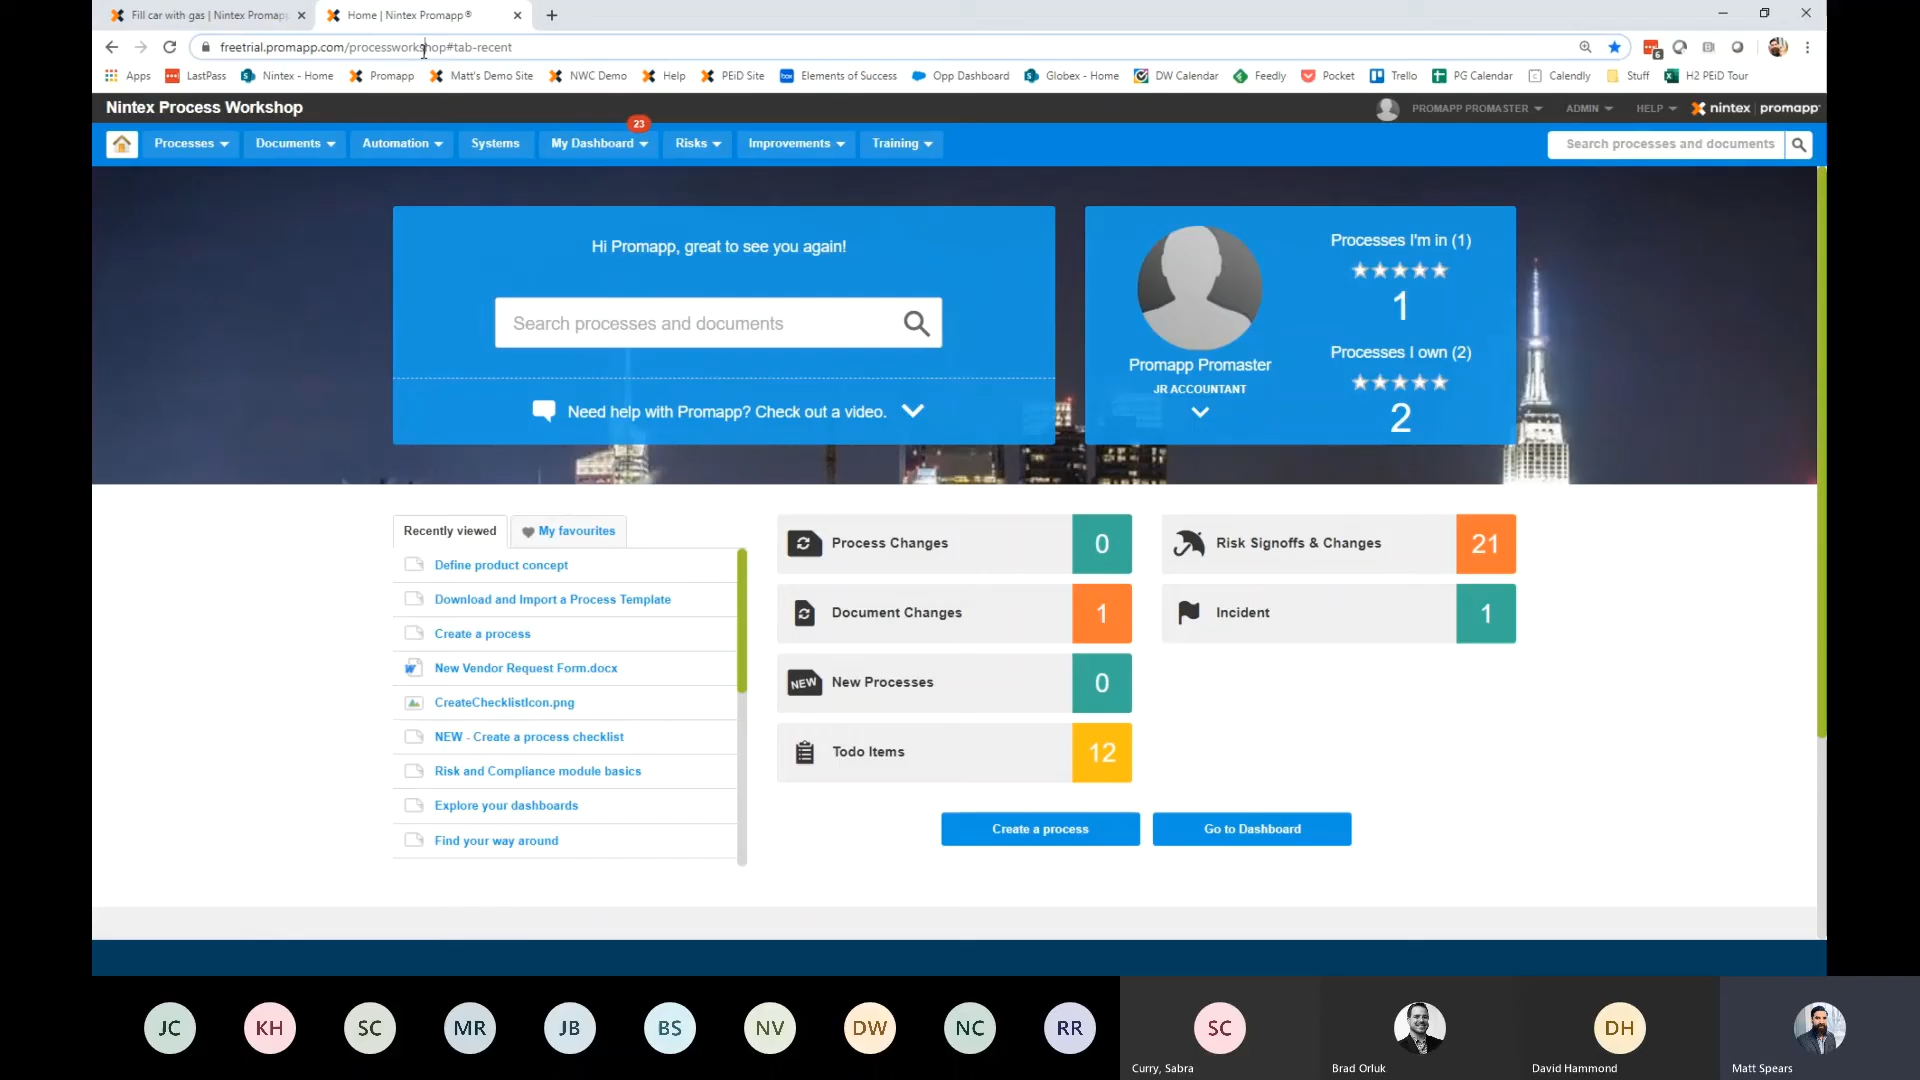 Fill car with gas | Nintex Promapp
Home | Nintex Promapp®
freetrial.promapp.com/processworkshop#tab-recent
6
Apps LastPass Nintex - Home Promapp Matt's Demo Site NWC Demo Help PEiD Site Elements of Success Opp Dashboard Globex - Home DW Calendar Feedly Pocket Trello PG Calendar Calendly Stuff H2 PEiD Tour
Nintex Process Workshop
PROMAPP PROMASTER ADMIN HELP nintex | promapp
Processes Documents Automation Systems My Dashboard 23 Risks Improvements Training
Search processes and documents
Hi Promapp, great to see you again!
Search processes and documents
Need help with Promapp? Check out a video.
Promapp Promaster
JR ACCOUNTANT
Processes I'm in (1)
1
Processes I own (2)
2
Recently viewed My favourites
Define product concept
Download and Import a Process Template
Create a process
New Vendor Request Form.docx
CreateChecklistIcon.png
NEW - Create a process checklist
Risk and Compliance module basics
Explore your dashboards
Find your way around
Process Changes 0
Document Changes 1
NEW New Processes 0
Todo Items 12
Risk Signoffs & Changes 21
Incident 1
Create a process Go to Dashboard
JC KH SC MR JB BS NV DW NC RR SC DH
Curry, Sabra Brad Orluk David Hammond Matt Spears